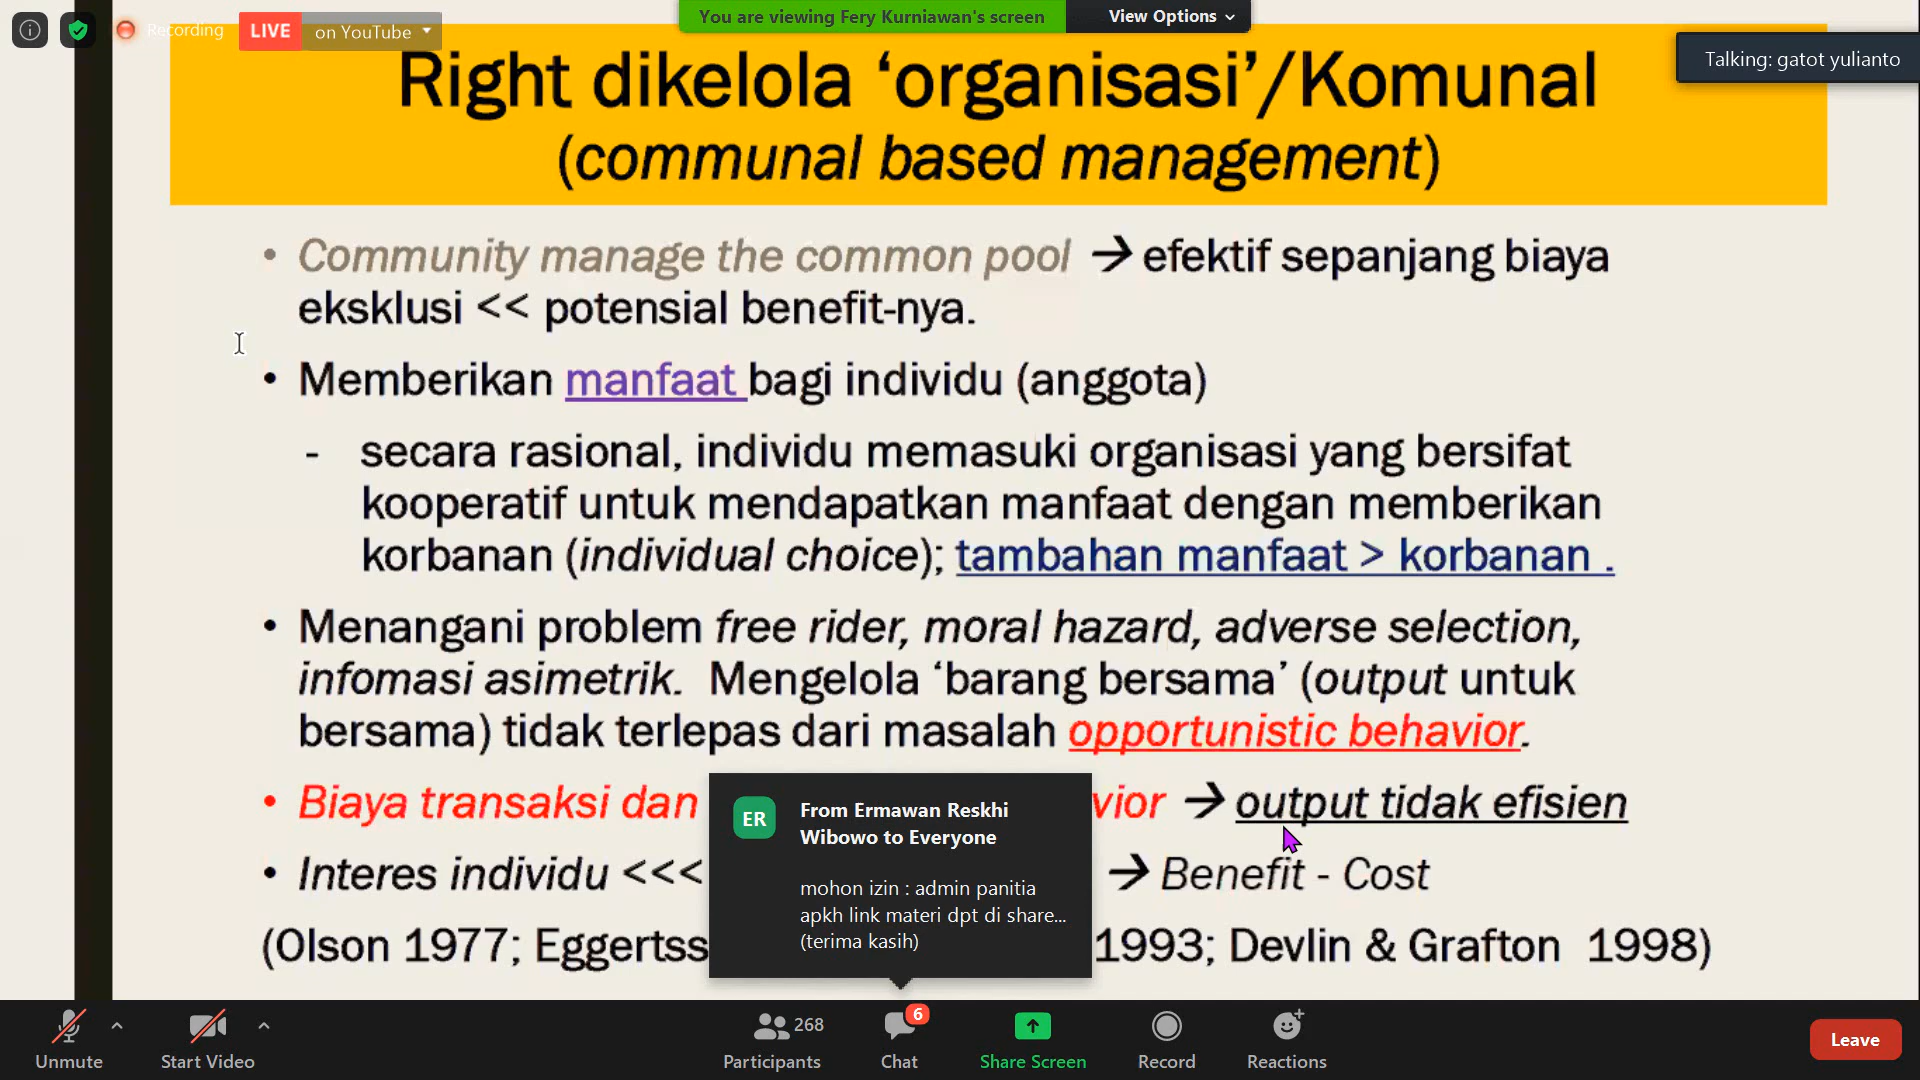 You are viewing Fery Kurniawan's screen
View Options
Recording
LIVE
on YouTube
Talking: gatot yulianto
Right dikelola ‘organisasi’/Komunal
(communal based management)
• Community manage the common pool → efektif sepanjang biaya
eksklusi << potensial benefit-nya.
• Memberikan manfaat bagi individu (anggota)
- secara rasional, individu memasuki organisasi yang bersifat
kooperatif untuk mendapatkan manfaat dengan memberikan
korbanan (individual choice); tambahan manfaat > korbanan .
• Menangani problem free rider, moral hazard, adverse selection,
infomasi asimetrik. Mengelola ‘barang bersama’ (output untuk
bersama) tidak terlepas dari masalah opportunistic behavior.
• Biaya transaksi dan vior → output tidak efisien
• Interes individu <<< → Benefit - Cost
(Olson 1977; Eggertss 1993; Devlin & Grafton 1998)
ER
From Ermawan Reskhi
Wibowo to Everyone
mohon izin : admin panitia
apkh link materi dpt di share...
(terima kasih)
Unmute
Start Video
268
Participants
6
Chat
Share Screen
Record
Reactions
Leave